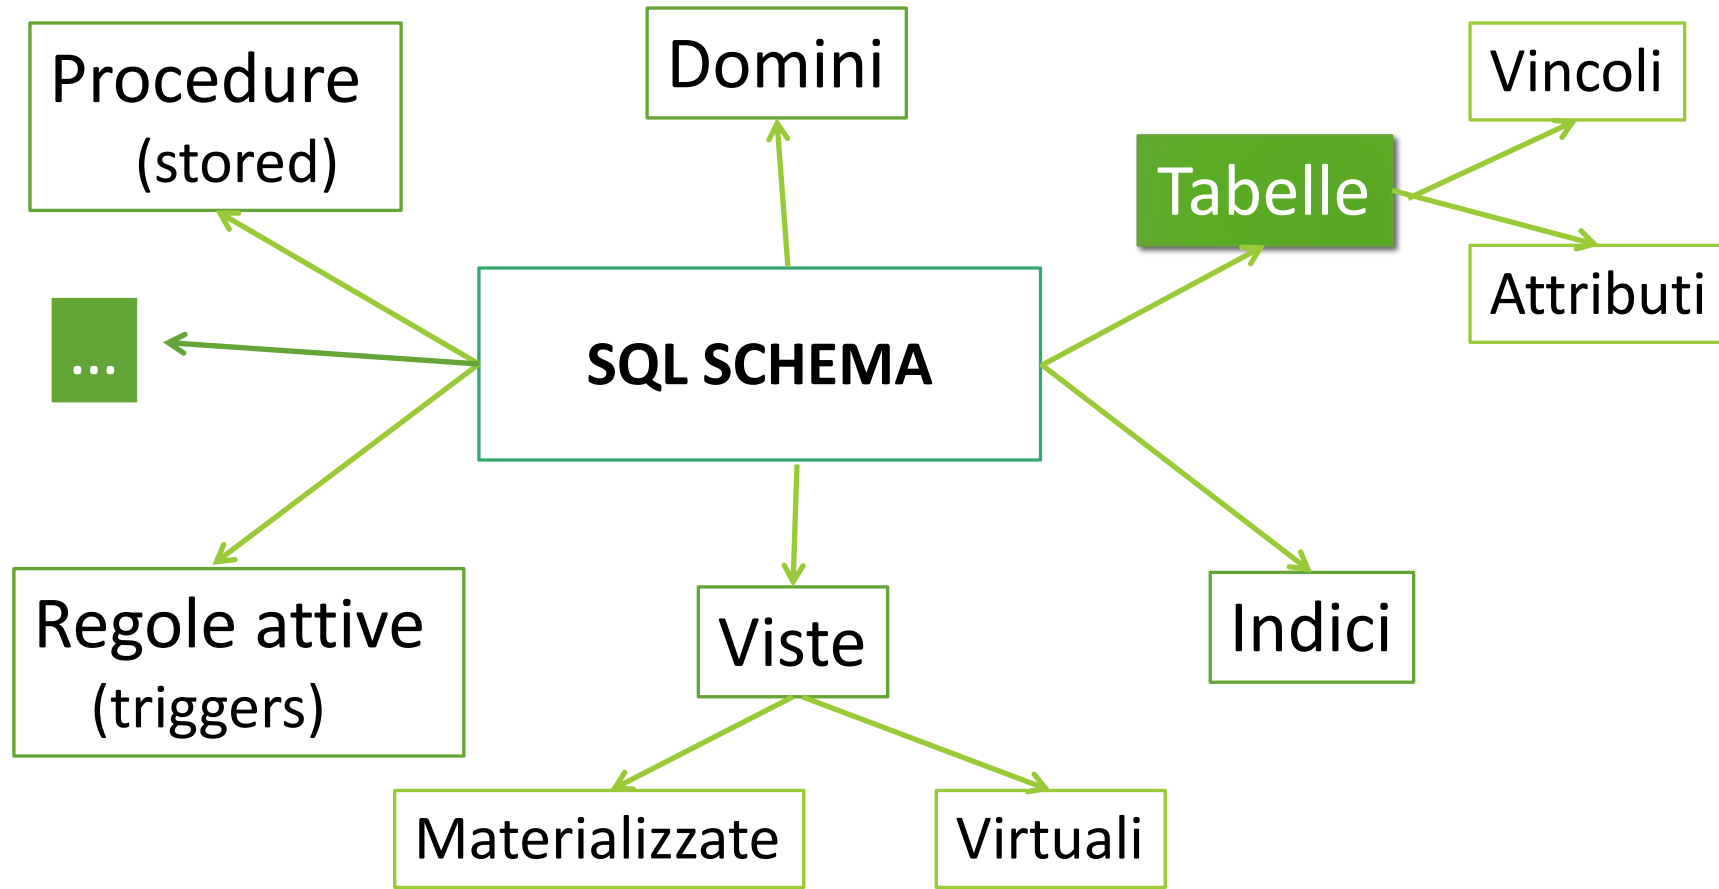 Procedure
(stored)
Domini
Vincoli
Tabelle
Attributi
...
SQL SCHEMA
Regole attive
(triggers)
Viste
Indici
Materializzate
Virtuali